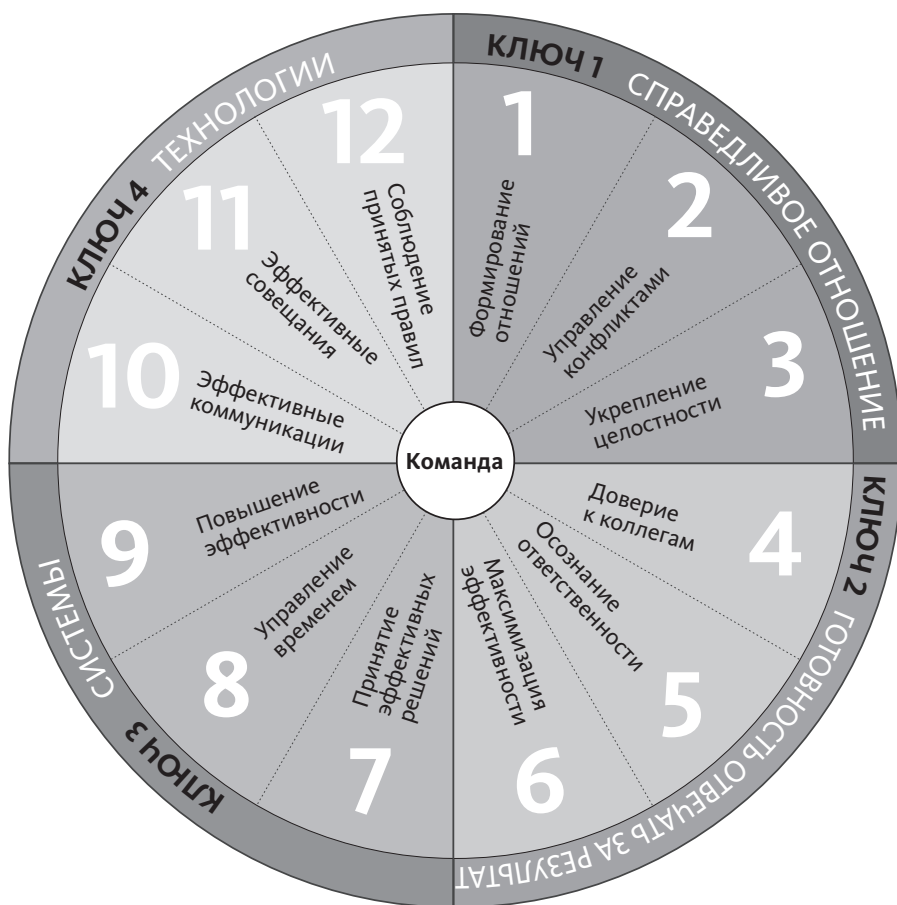 КЛЮЧ 1 СПРАВЕДЛИВОЕ ОТНОШЕНИЕ
1
Формирование
отношений
2
Управление
конфликтами
3
Укрепление
целостности
КЛЮЧ 2 ГОТОВНОСТЬ ОТВЕЧАТЬ ЗА РЕЗУЛЬТАТ
4
Доверие
к коллегам
5
Осознание
ответственности
6
Максимизация
эффективности
КЛЮЧ 3 СИСТЕМЫ
7
Принятие
эффективных
решений
8
Управление
временем
9
Повышение
эффективности
КЛЮЧ 4 ТЕХНОЛОГИИ
10
Эффективные
коммуникации
11
Эффективные
совещания
12
Соблюдение
принятых правил
Команда